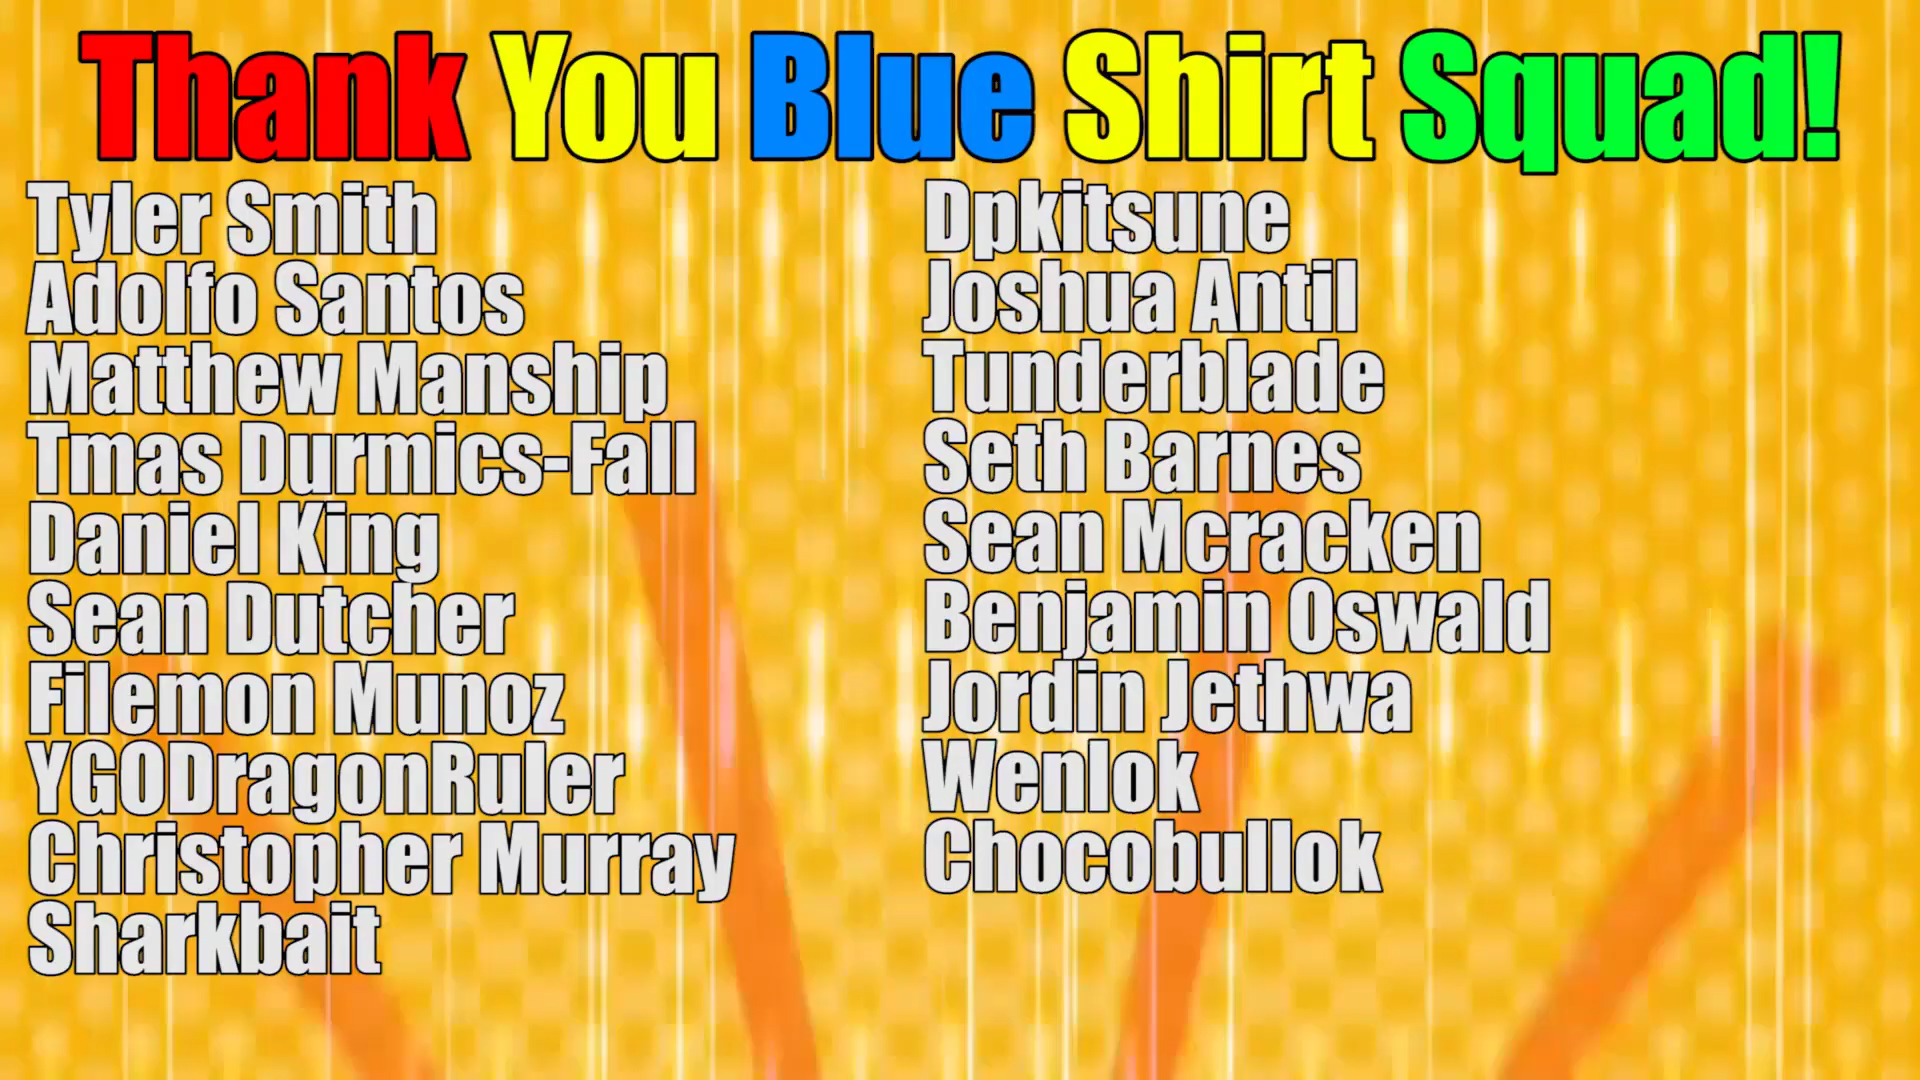 Thank You Blue Shirt Squad!
Tyler Smith
Adolfo Santos
Matthew Manship
Tmas Durmics-Fall
Daniel King
Sean Dutcher
Filemon Munoz
YGODragonRuler
Christopher Murray
Sharkbait
Dpkitsune
Joshua Antil
Tunderblade
Seth Barnes
Sean Mcracken
Benjamin Oswald
Jordin Jethwa
Wenlok
Chocobullok